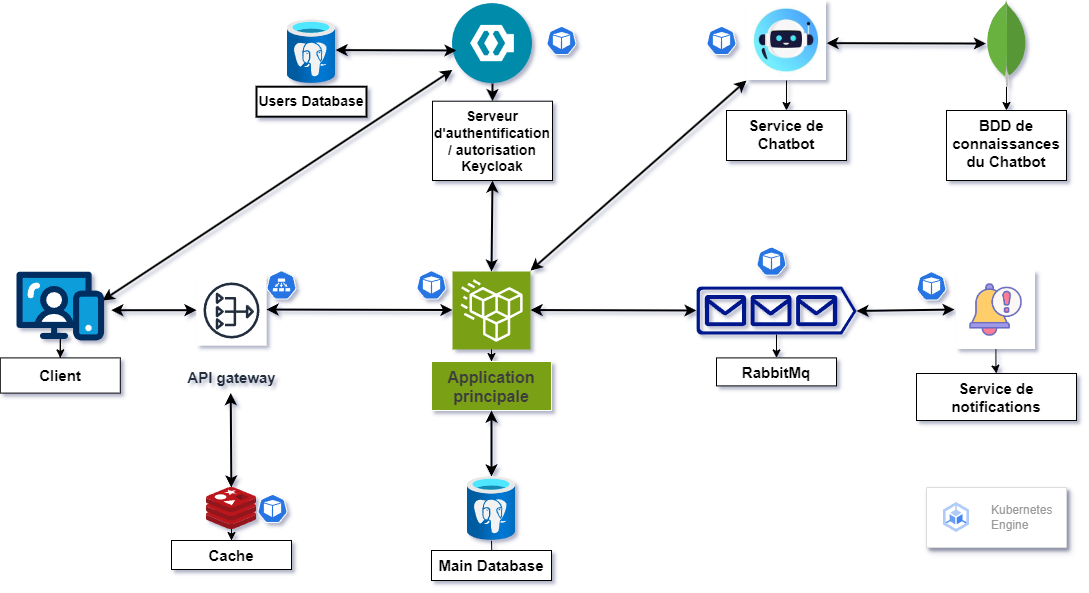 Users Database
Serveur
d'authentification
/ autorisation
Keycloak
Service de
Chatbot
BDD de
connaissances
du Chatbot
Client
API gateway
Application
principale
RabbitMq
Service de
notifications
Cache
Main Database
Kubernetes
Engine